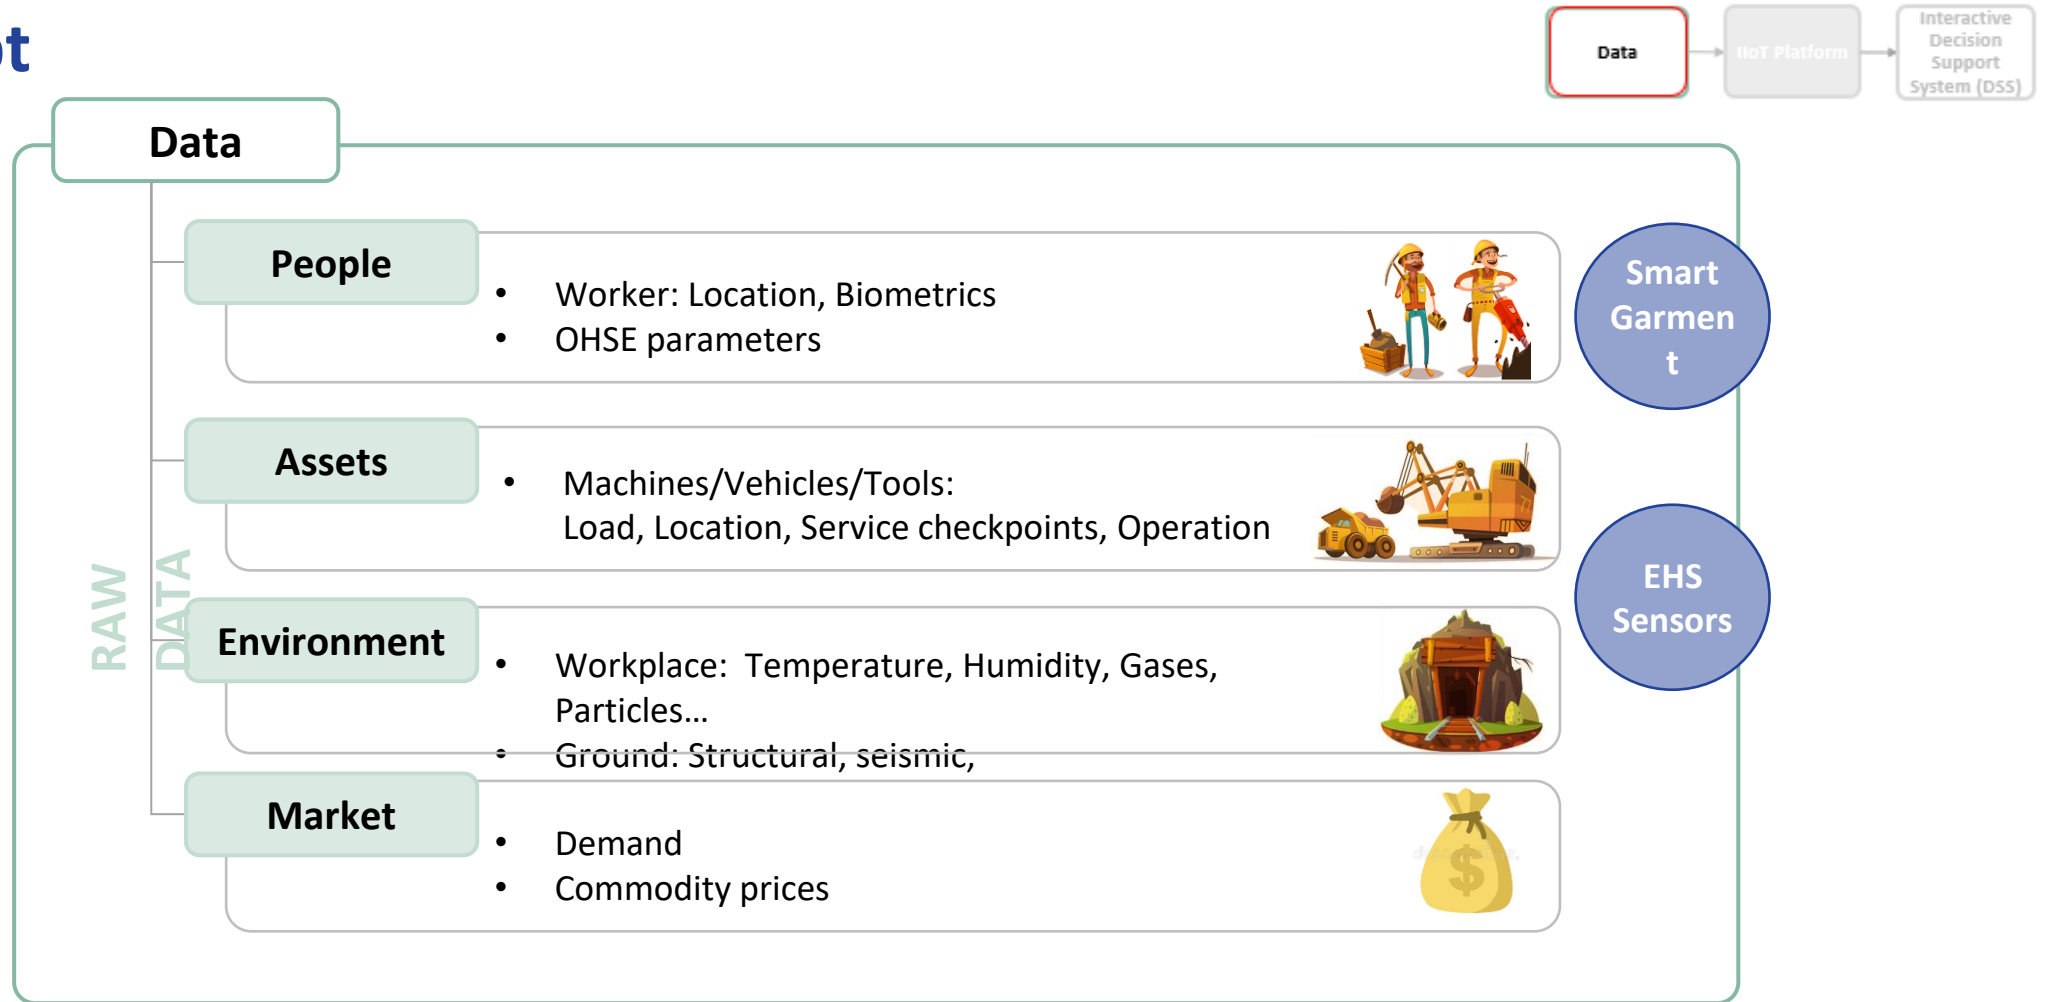 pt
Data
IIoT Platform
Interactive
Decision
Support
System (DSS)
Data
People
• Worker: Location, Biometrics
• OHSE parameters
Smart
Garmen
t
Assets
• Machines/Vehicles/Tools:
Load, Location, Service checkpoints, Operation
EHS
Sensors
RAW
DATA
Environment
• Workplace:  Temperature, Humidity, Gases,
Particles...
• Ground: Structural, seismic,
Market
• Demand
• Commodity prices
$